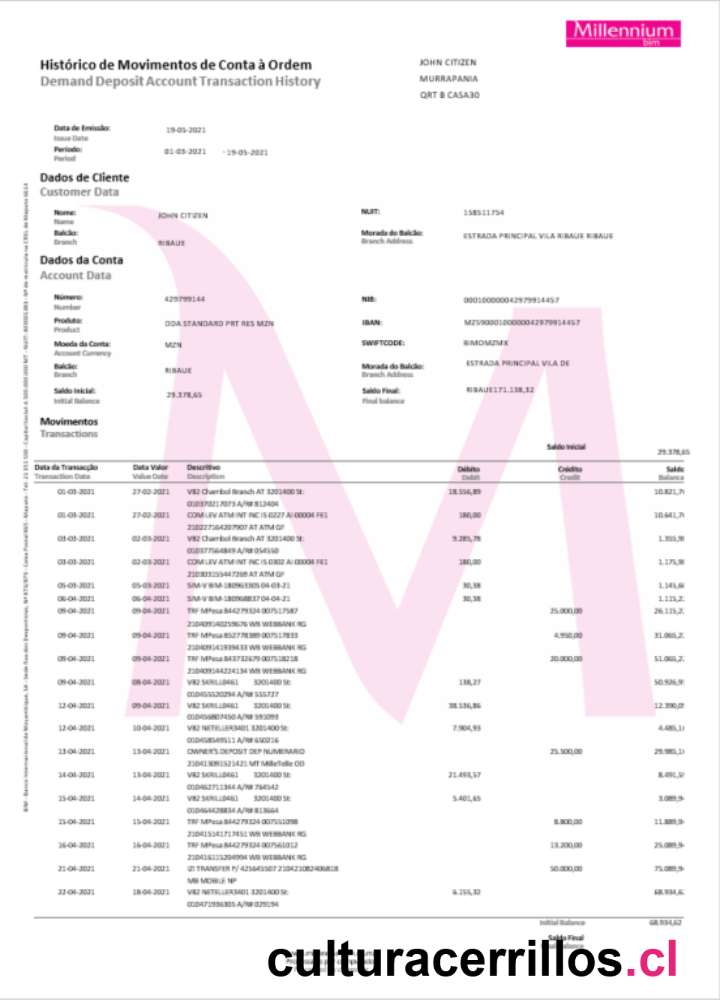 Millennium
bim
Histórico de Movimentos de Conta à Ordem
Demand Deposit Account Transaction History
JOHN CITIZEN
MURRAPANIA
QRT B CASA30
Data de Emissão: 19-05-2021
Issue Date
Período: 01-03-2021 - 19-05-2021
Period
Dados de Cliente
Customer Data
Nome: JOHN CITIZEN NUIT: 158511754
Name
Balcão: RIBAUE Morada do Balcão: ESTRADA PRINCIPAL VILA RIBAUE RIBAUE
Branch Branch Address
Dados da Conta
Account Data
Número: 429799144 NIB: 000100000042979914457
Number
Produto: DDA STANDARD PRT RES MZN IBAN: MZ59000100000042979914457
Product
Moeda da Conta: MZN SWIFTCODE: BIMOMZMX
Account Currency
Balcão: RIBAUE Morada do Balcão: ESTRADA PRINCIPAL VILA DE
Branch Branch Address
Saldo Inicial: 29.378,65 Saldo Final: RIBAUE171.138,32
Initial Balance Final balance
Movimentos
Transactions
Saldo Inicial 29.378,65
Data da Transacção Data Valor Descritivo Débito Crédito Saldo
Transaction Date Value Date Description Debit Credit Balance
01-03-2021 27-02-2021 VB2 Chambol Branch AT 3201400 St: 18.556,89 10.821,7
010370217073 A/R# 812404
01-03-2021 27-02-2021 COM LEV ATM INT INC IS 0227 AI 00004 FE1 180,00 10.641,7
210227164207907 AT ATM GF
03-03-2021 02-03-2021 VB2 Chambol Branch AT 3201400 St: 9.285,78 1.355,9
010377564849 A/R# 054550
03-03-2021 02-03-2021 COM LEV ATM INT INC IS 0302 AI 00004 FE1 180,00 1.175,9
210303155447269 AT ATM GF
05-03-2021 05-03-2021 SIM-V BIM-180963305 04-03-21 30,38 1.145,6
06-04-2021 06-04-2021 SIM-V BIM-180968837 04-04-21 30,38 1.115,2
09-04-2021 09-04-2021 TRF MPesa 844279324 007517587 25.000,00 26.115,2
210409140259676 WB WEBBANK RG
09-04-2021 09-04-2021 TRF MPesa 852778389 007517833 4.950,00 31.065,2
210409141939433 WB WEBBANK RG
09-04-2021 09-04-2021 TRF MPesa 843732679 007518218 20.000,00 51.065,2
210409144224134 WB WEBBANK RG
09-04-2021 08-04-2021 VB2 SKRILL0461 3201400 St: 138,27 50.926,9
010455520294 A/R# 555727
12-04-2021 09-04-2021 VB2 SKRILL0461 3201400 St: 38.536,86 12.390,0
010456807450 A/R# 591093
12-04-2021 10-04-2021 VB2 NETELLER3401 3201400 St: 7.904,93 4.485,1
010458549511 A/R# 650216
13-04-2021 13-04-2021 OWNER'S DEPOSIT DEP NUMERARIO 25.500,00 29.985,1
210413091521421 MT MilleTelle OD
14-04-2021 13-04-2021 VB2 SKRILL0461 3201400 St: 21.493,57 8.491,5
010462711344 A/R# 764542
15-04-2021 14-04-2021 VB2 SKRILL0461 3201400 St: 5.401,65 3.089,9
010464428834 A/R# 813664
15-04-2021 15-04-2021 TRF MPesa 844279324 007551098 8.800,00 11.889,9
210415141717451 WB WEBBANK RG
16-04-2021 16-04-2021 TRF MPesa 844279324 007561012 13.200,00 25.089,9
210416115204994 WB WEBBANK RG
21-04-2021 21-04-2021 IZI TRANSFER P/ 425645507 210421082406818 50.000,00 75.089,9
MB MOBILE NP
22-04-2021 18-04-2021 VB2 NETELLER3401 3201400 St: 6.155,32 68.934,6
010471936305 A/R# 029194
Initial Balance 68.934,62
Saldo Final
culturacerrillos.cl